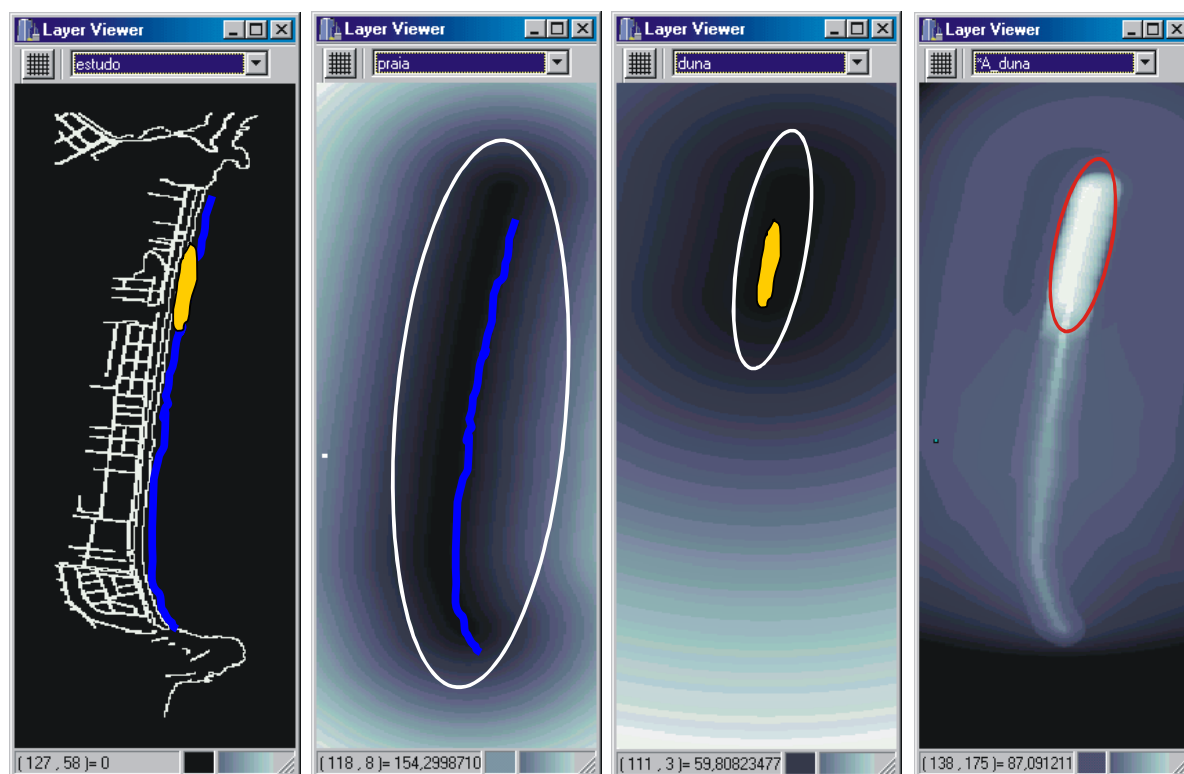 Layer Viewer
estudo
( 127 , 58 )= 0
Layer Viewer
praia
( 118 , 8 )= 154,2998710
Layer Viewer
duna
( 111 , 3 )= 59,80823477
Layer Viewer
*A_duna
( 138 , 175 )= 87,091211